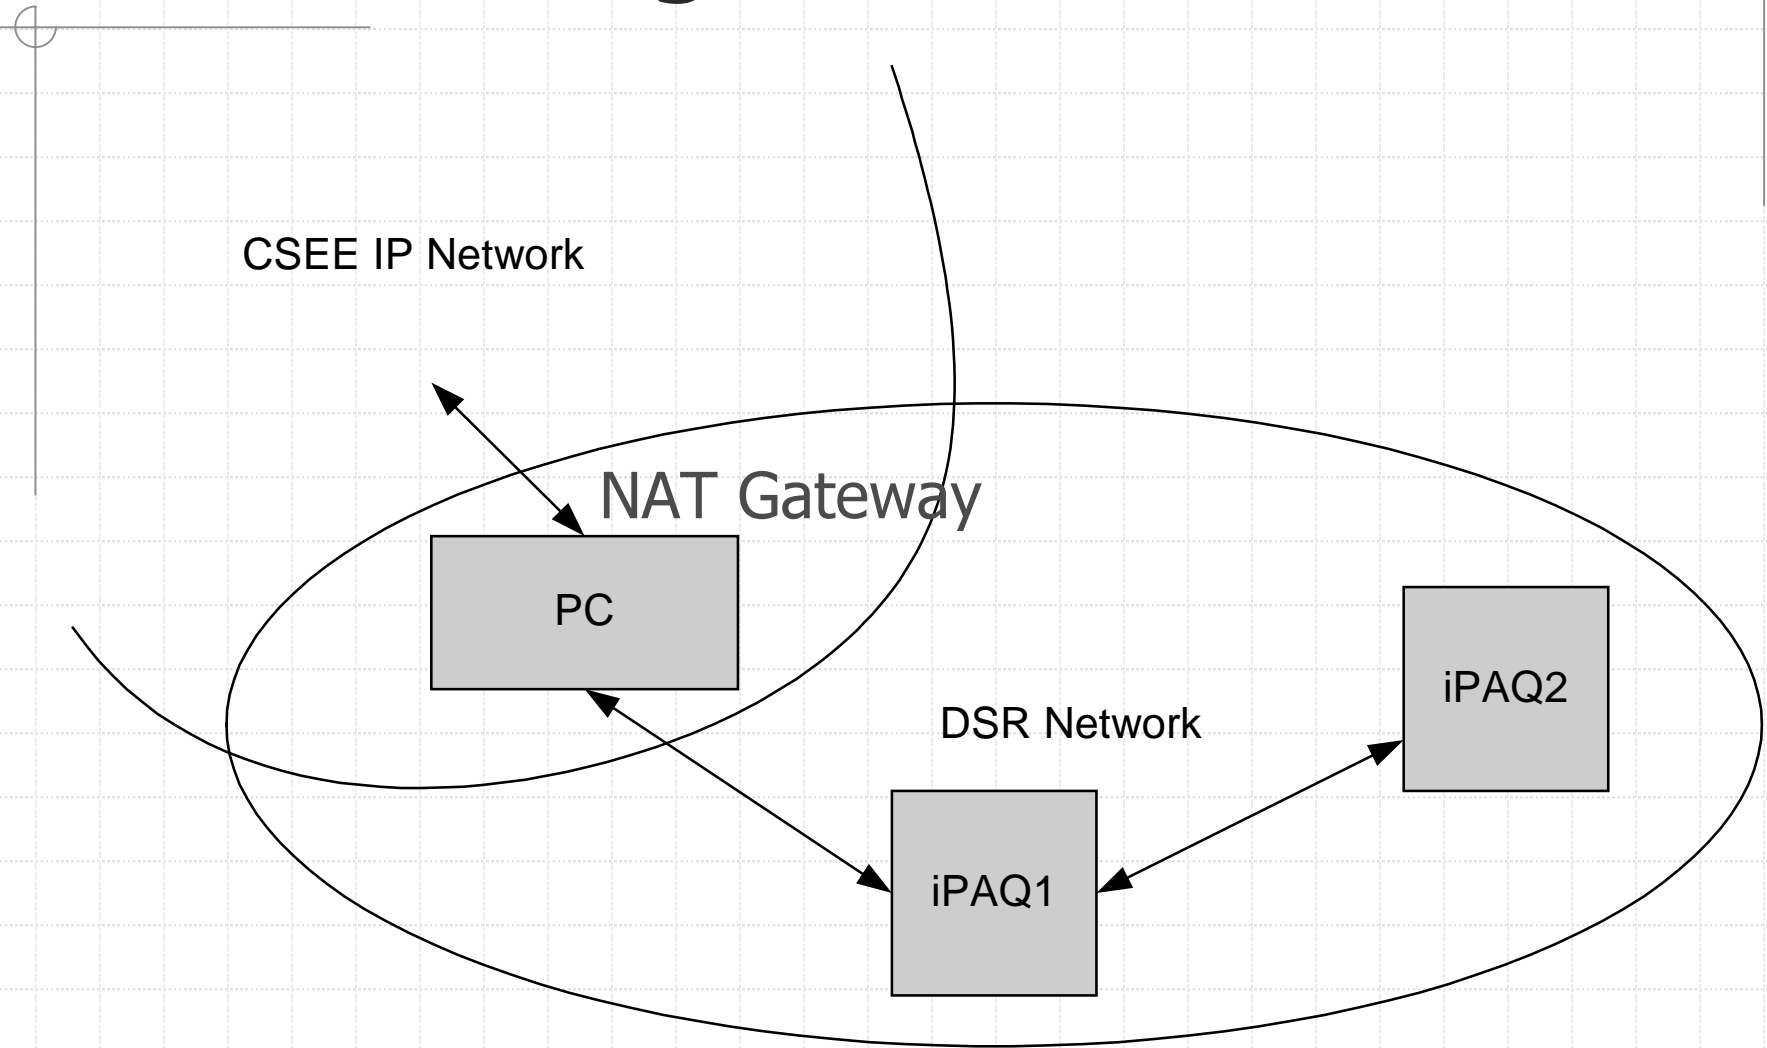 CSEE IP Network
NAT Gateway
PC
iPAQ2
DSR Network
iPAQ1